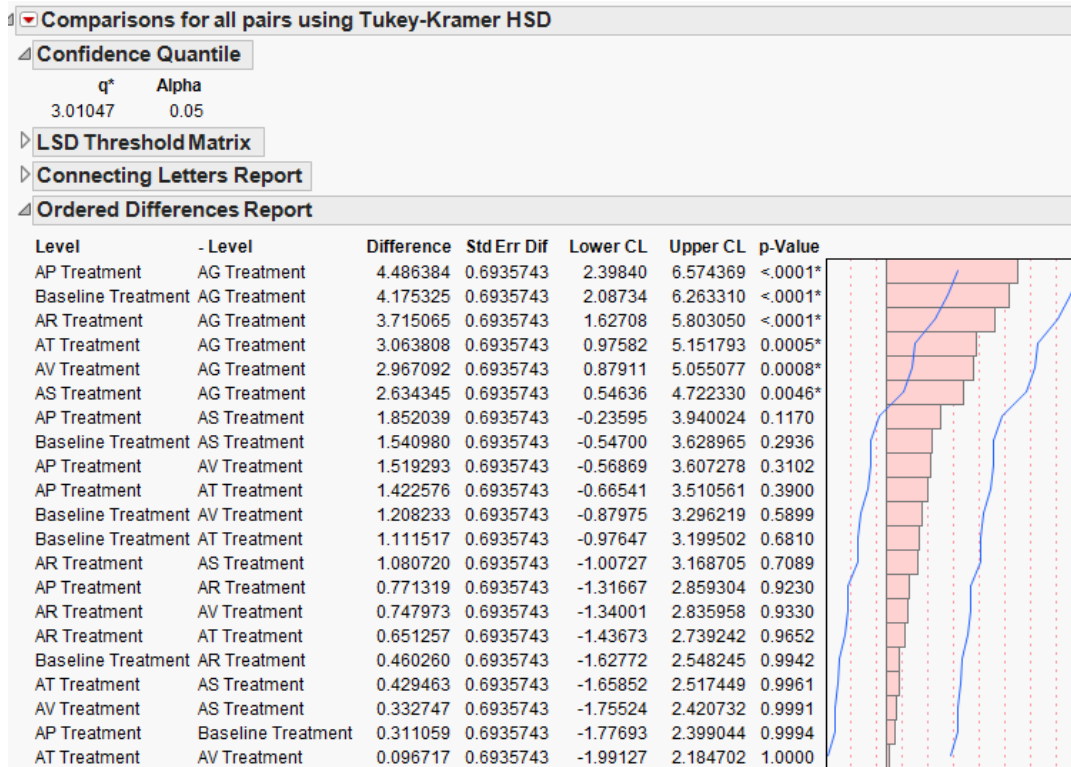 Comparisons for all pairs using Tukey-Kramer HSD
Confidence Quantile
q* Alpha
3.01047 0.05
LSD Threshold Matrix
Connecting Letters Report
Ordered Differences Report
Level - Level Difference Std Err Dif Lower CL Upper CL p-Value
AP Treatment AG Treatment 4.486384 0.6935743 2.39840 6.574369 <.0001*
Baseline Treatment AG Treatment 4.175325 0.6935743 2.08734 6.263310 <.0001*
AR Treatment AG Treatment 3.715065 0.6935743 1.62708 5.803050 <.0001*
AT Treatment AG Treatment 3.063808 0.6935743 0.97582 5.151793 0.0005*
AV Treatment AG Treatment 2.967092 0.6935743 0.87911 5.055077 0.0008*
AS Treatment AG Treatment 2.634345 0.6935743 0.54636 4.722330 0.0046*
AP Treatment AS Treatment 1.852039 0.6935743 -0.23595 3.940024 0.1170
Baseline Treatment AS Treatment 1.540980 0.6935743 -0.54700 3.628965 0.2936
AP Treatment AV Treatment 1.519293 0.6935743 -0.56869 3.607278 0.3102
AP Treatment AT Treatment 1.422576 0.6935743 -0.66541 3.510561 0.3900
Baseline Treatment AV Treatment 1.208233 0.6935743 -0.87975 3.296219 0.5899
Baseline Treatment AT Treatment 1.111517 0.6935743 -0.97647 3.199502 0.6810
AR Treatment AS Treatment 1.080720 0.6935743 -1.00727 3.168705 0.7089
AP Treatment AR Treatment 0.771319 0.6935743 -1.31667 2.859304 0.9230
AR Treatment AV Treatment 0.747973 0.6935743 -1.34001 2.835958 0.9330
AR Treatment AT Treatment 0.651257 0.6935743 -1.43673 2.739242 0.9652
Baseline Treatment AR Treatment 0.460260 0.6935743 -1.62772 2.548245 0.9942
AT Treatment AS Treatment 0.429463 0.6935743 -1.65852 2.517449 0.9961
AV Treatment AS Treatment 0.332747 0.6935743 -1.75524 2.420732 0.9991
AP Treatment Baseline Treatment 0.311059 0.6935743 -1.77693 2.399044 0.9994
AT Treatment AV Treatment 0.096717 0.6935743 -1.99127 2.184702 1.0000